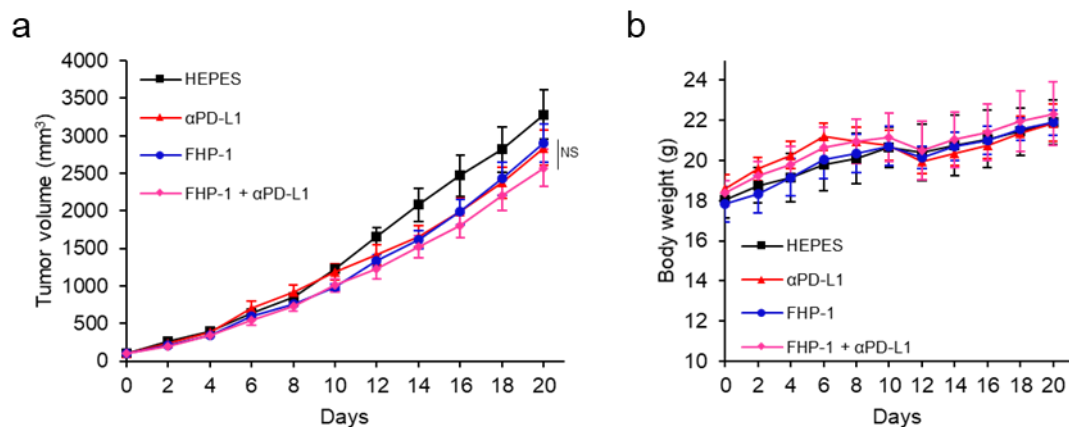 a
4000
3500
3000
2500
2000
1500
1000
500
0
Tumor volume (mm³)
HEPES
αPD-L1
FHP-1
FHP-1 + αPD-L1
NS
0 2 4 6 8 10 12 14 16 18 20
Days
b
22
20
18
16
14
12
10
Body weight (g)
HEPES
αPD-L1
FHP-1
FHP-1 + αPD-L1
0 2 4 6 8 10 12 14 16 18 20
Days